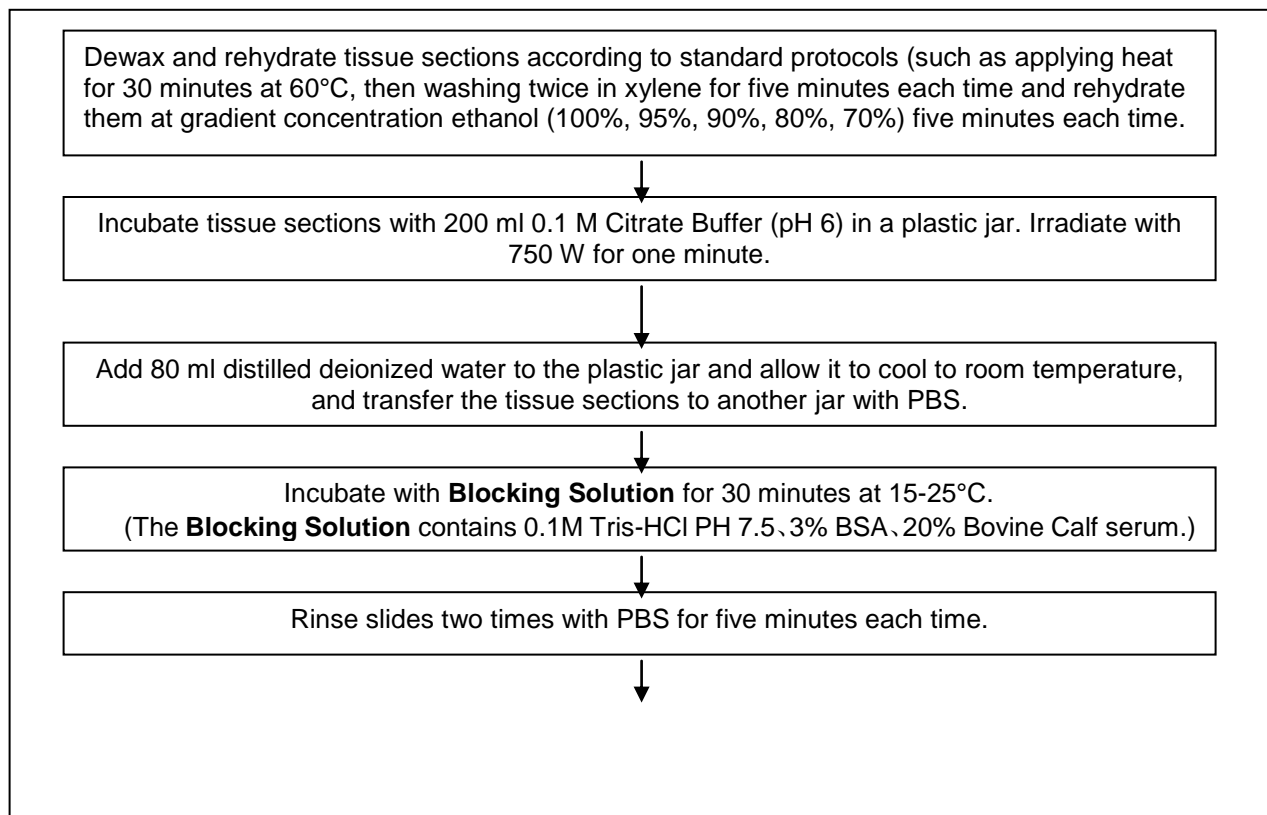 Dewax and rehydrate tissue sections according to standard protocols (such as applying heat
for 30 minutes at 60°C, then washing twice in xylene for five minutes each time and rehydrate
them at gradient concentration ethanol (100%, 95%, 90%, 80%, 70%) five minutes each time.
Incubate tissue sections with 200 ml 0.1 M Citrate Buffer (pH 6) in a plastic jar. Irradiate with
750 W for one minute.
Add 80 ml distilled deionized water to the plastic jar and allow it to cool to room temperature,
and transfer the tissue sections to another jar with PBS.
Incubate with Blocking Solution for 30 minutes at 15-25°C.
(The Blocking Solution contains 0.1M Tris-HCl PH 7.5、3% BSA、20% Bovine Calf serum.)
Rinse slides two times with PBS for five minutes each time.